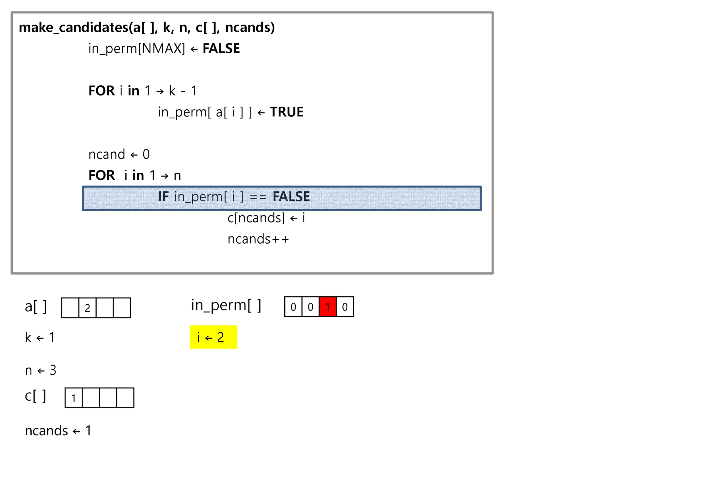 make_candidates(a[ ], k, n, c[ ], ncands)
in_perm[NMAX] ← FALSE
FOR i in 1 → k - 1
in_perm[ a[ i ] ] ← TRUE
ncand ← 0
FOR i in 1 → n
IF in_perm[ i ] == FALSE
c[ncands] ← i
ncands++
a[ ] 2 in_perm[ ] 0 0 1 0
k ← 1 i ← 2
n ← 3
c[ ] 1
ncands ← 1